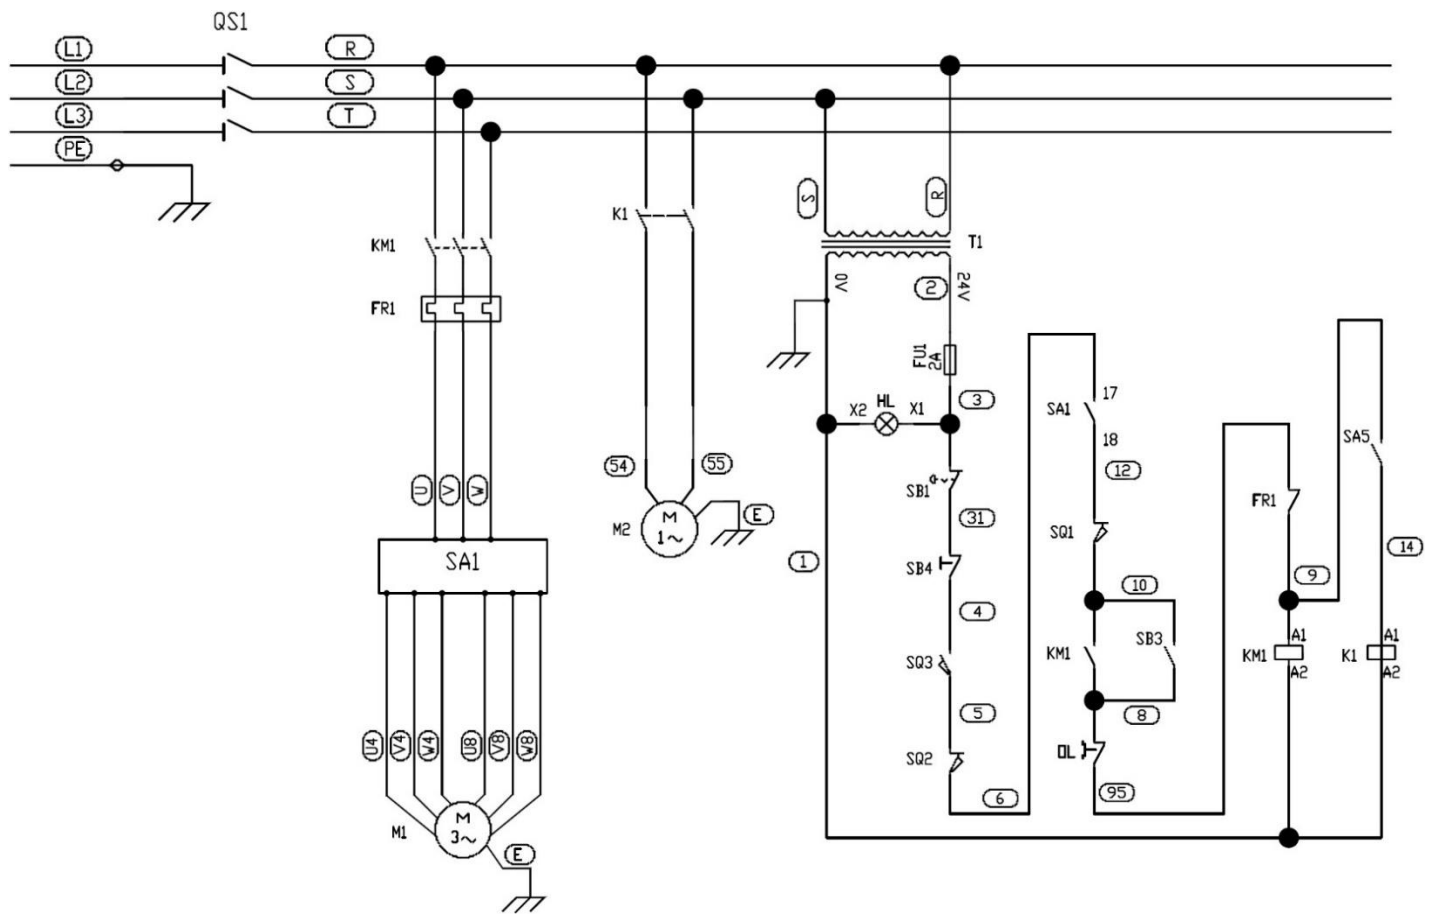 QS1
L1
R
L2
S
L3
T
PE
S
R
K1
KM1
T1
0V
2
24V
FR1
FU1
2A
3
X2
HL
X1
17
SA1
18
SA5
54
55
12
U
V
W
SB1
FR1
31
M2
M
1~
E
SQ1
14
SA1
1
SB4
9
10
4
SB3
A1
A1
KM1
KM1
K1
SQ3
A2
A2
5
8
U4
V4
W4
U8
V8
W8
SQ2
OL
6
95
M1
M
3~
E